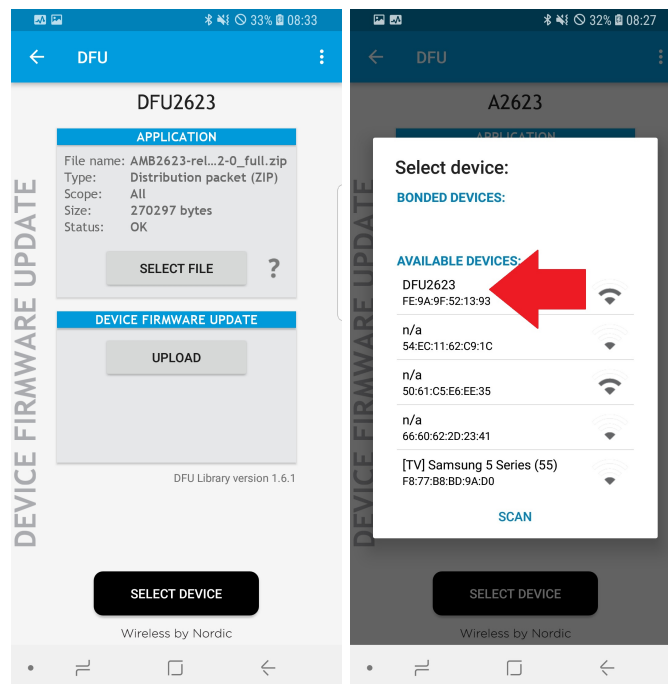 33% 08:33
DFU
DFU2623
APPLICATION
File name: AMB2623-rel...2-0_full.zip
Type: Distribution packet (ZIP)
Scope: All
Size: 270297 bytes
Status: OK
SELECT FILE
?
DEVICE FIRMWARE UPDATE
UPLOAD
DFU Library version 1.6.1
DEVICE FIRMWARE UPDATE
SELECT DEVICE
Wireless by Nordic
32% 08:27
DFU
A2623
APPLICATION
Select device:
BONDED DEVICES:
AVAILABLE DEVICES:
DFU2623
FE:9A:9F:52:13:93
n/a
54:EC:11:62:C9:1C
n/a
50:61:C5:E6:EE:35
n/a
66:60:62:2D:23:41
[TV] Samsung 5 Series (55)
F8:77:B8:BD:9A:D0
SCAN
DEVICE FIRMWARE UPDATE
SELECT DEVICE
Wireless by Nordic